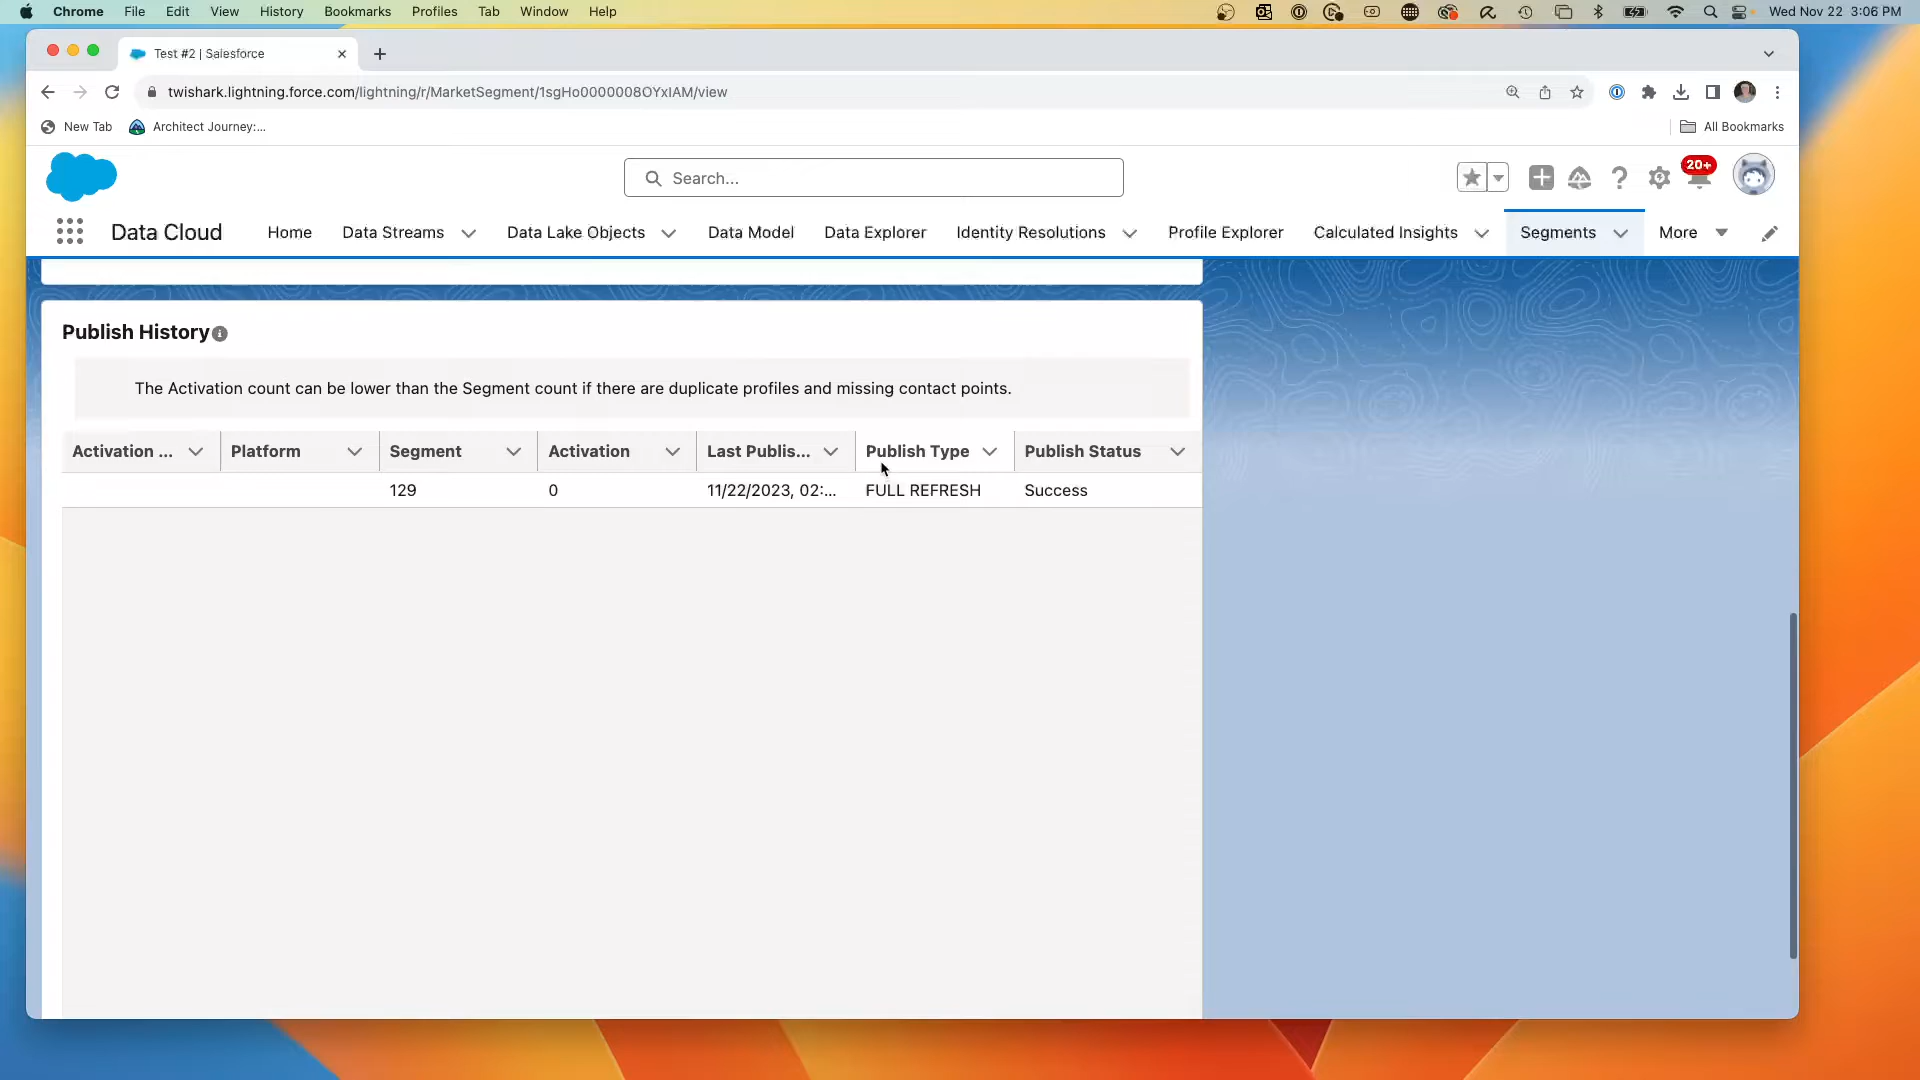 Chrome File Edit View History Bookmarks Profiles Tab Window Help Wed Nov 22 3:06 PM
Test #2 | Salesforce
twishark.lightning.force.com/lightning/r/MarketSegment/1sgHo0000008OYxIAM/view
New Tab Architect Journey:... All Bookmarks
Search... 20+
Data Cloud Home Data Streams Data Lake Objects Data Model Data Explorer Identity Resolutions Profile Explorer Calculated Insights Segments More
Publish History
The Activation count can be lower than the Segment count if there are duplicate profiles and missing contact points.
Activation ... Platform Segment Activation Last Publis... Publish Type Publish Status
129 0 11/22/2023, 02:... FULL REFRESH Success